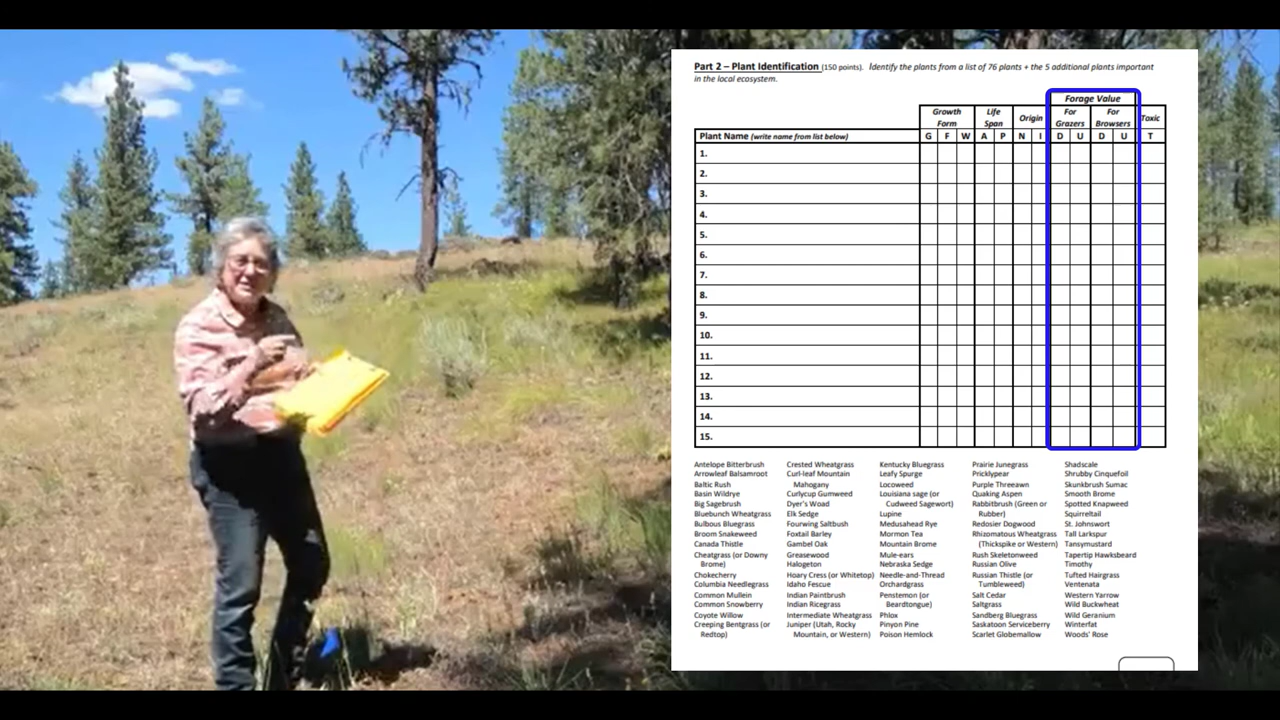 Part 2 – Plant Identification (150 points). Identify the plants from a list of 76 plants + the 5 additional plants important
in the local ecosystem.
Forage Value
Growth Form Life Span Origin For Grazers For Browsers Toxic
Plant Name (write name from list below) G F W A P N I D U D U T
1.
2.
3.
4.
5.
6.
7.
8.
9.
10.
11.
12.
13.
14.
15.
Antelope Bitterbrush
Arrowleaf Balsamroot
Baltic Rush
Basin Wildrye
Big Sagebrush
Bluebunch Wheatgrass
Bulbous Bluegrass
Broom Snakeweed
Canada Thistle
Cheatgrass (or Downy
Brome)
Chokecherry
Columbia Needlegrass
Common Mullein
Common Snowberry
Coyote Willow
Creeping Bentgrass (or
Redtop)
Crested Wheatgrass
Curl-leaf Mountain
Mahogany
Curlycup Gumweed
Dyer's Woad
Elk Sedge
Fourwing Saltbush
Foxtail Barley
Gambel Oak
Greasewood
Halogeton
Hoary Cress (or Whitetop)
Idaho Fescue
Indian Paintbrush
Indian Ricegrass
Intermediate Wheatgrass
Juniper (Utah, Rocky
Mountain, or Western)
Kentucky Bluegrass
Leafy Spurge
Locoweed
Louisiana sage (or
Cudweed Sagewort)
Lupine
Medusahead Rye
Mormon Tea
Mountain Brome
Mule-ears
Nebraska Sedge
Needle-and-Thread
Orchardgrass
Penstemon (or
Beardtongue)
Phlox
Pinyon Pine
Poison Hemlock
Prairie Junegrass
Pricklypear
Purple Threeawn
Quaking Aspen
Rabbitbrush (Green or
Rubber)
Redosier Dogwood
Rhizomatous Wheatgrass
(Thickspike or Western)
Rush Skeletonweed
Russian Olive
Russian Thistle (or
Tumbleweed)
Salt Cedar
Saltgrass
Sandberg Bluegrass
Saskatoon Serviceberry
Scarlet Globemallow
Shadscale
Shrubby Cinquefoil
Skunkbrush Sumac
Smooth Brome
Spotted Knapweed
Squirreltail
St. Johnswort
Tall Larkspur
Tansymustard
Tapertip Hawksbeard
Timothy
Tufted Hairgrass
Ventenata
Western Yarrow
Wild Buckwheat
Wild Geranium
Winterfat
Woods' Rose